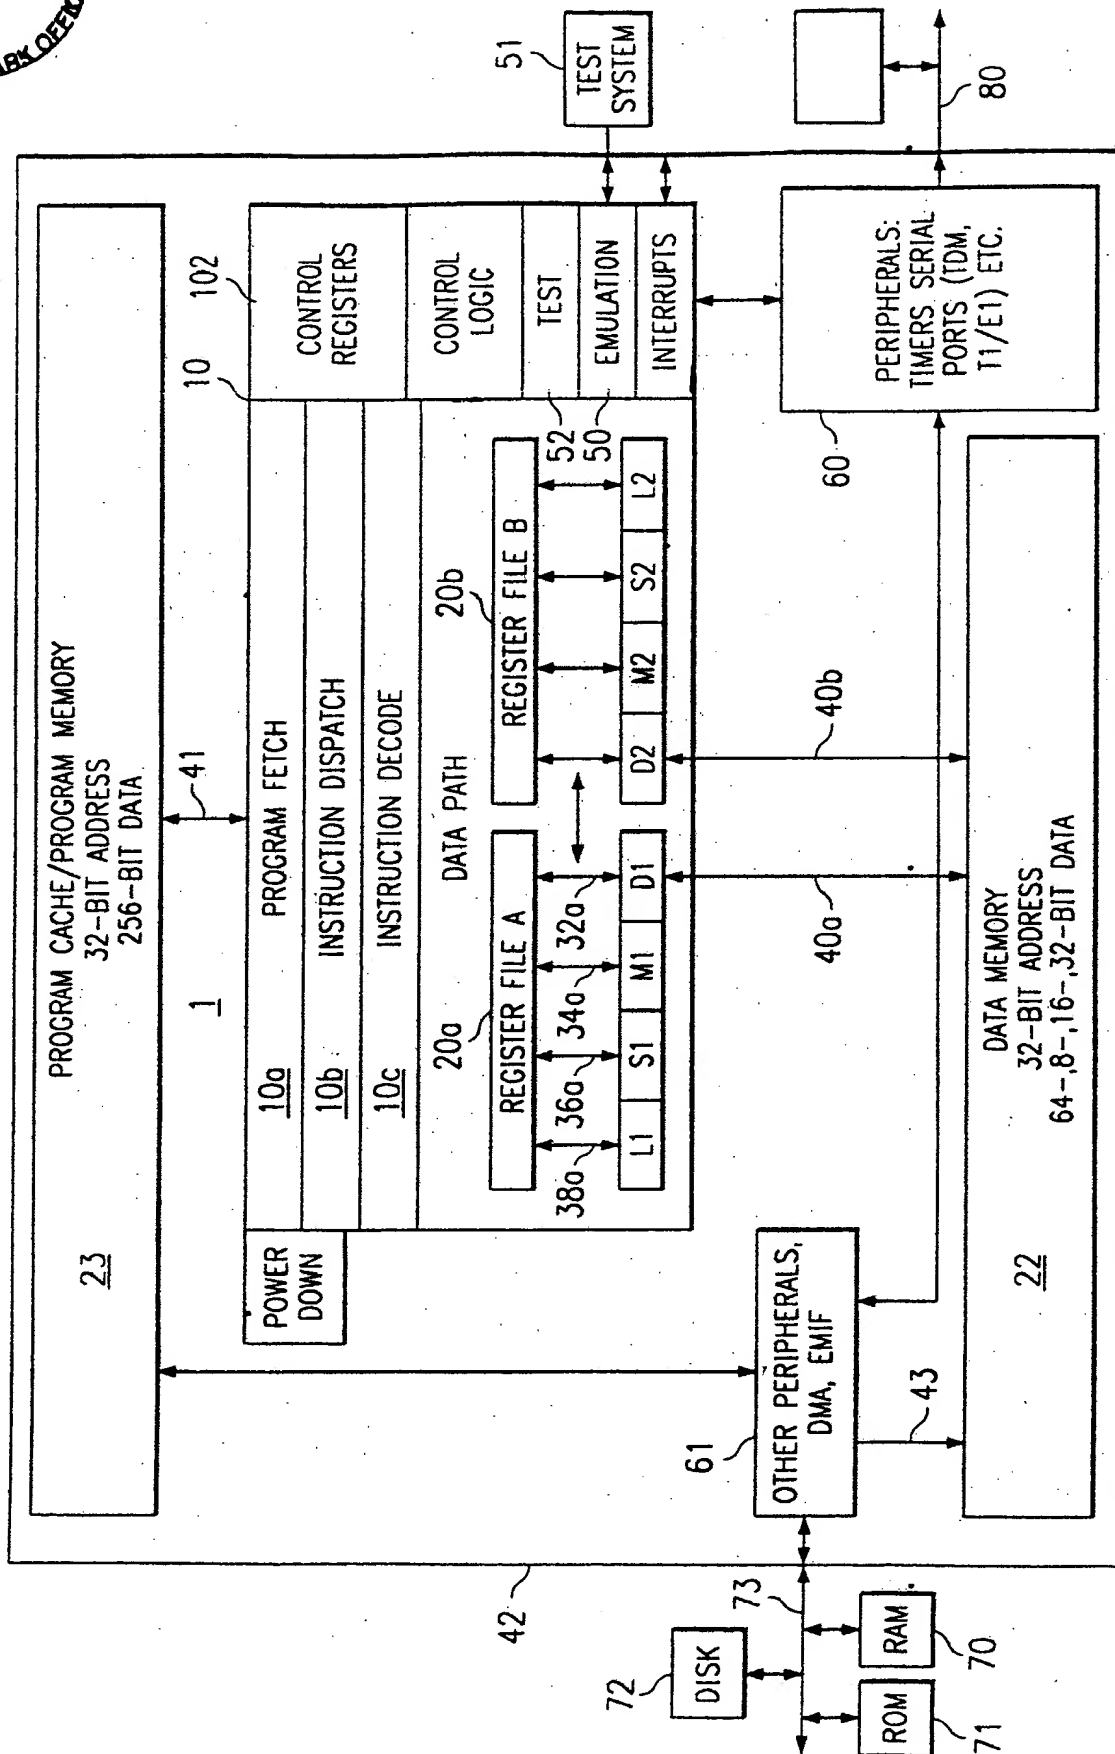 ARK OFFICE
PROGRAM CACHE/PROGRAM MEMORY
32-BIT ADDRESS
256-BIT DATA
23
41
1
10
102
POWER
DOWN
10a
PROGRAM FETCH
10b
INSTRUCTION DISPATCH
10c
INSTRUCTION DECODE
CONTROL
REGISTERS
CONTROL
LOGIC
TEST
EMULATION
INTERRUPTS
52
50
51
TEST
SYSTEM
DATA PATH
20a
20b
REGISTER FILE A
REGISTER FILE B
38a
36a
34a
32a
L1
S1
M1
D1
D2
M2
S2
L2
40a
40b
61
OTHER PERIPHERALS,
DMA, EMIF
43
60
PERIPHERALS:
TIMERS SERIAL
PORTS (TDM,
T1/E1) ETC.
80
22
DATA MEMORY
32-BIT ADDRESS
64-,8-,16-,32-BIT DATA
42
72
DISK
73
ROM
71
RAM
70